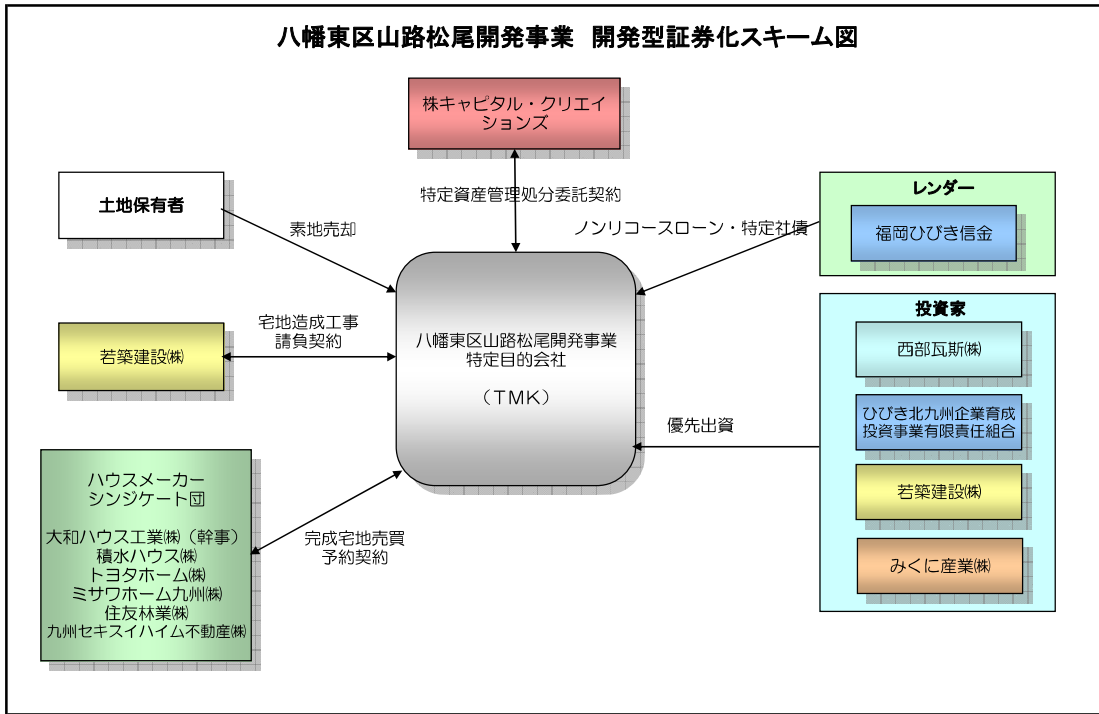 八幡東区山路松尾開発事業 開発型証券化スキーム図
株キャピタル・クリエイ
ションズ
土地保有者
素地売却
特定資産管理処分委託契約
ノンリコースローン・特定社債
レンダー
福岡ひびき信金
若築建設㈱
宅地造成工事
請負契約
八幡東区山路松尾開発事業
特定目的会社
(TMK)
投資家
西部瓦斯㈱
ひびき北九州企業育成
投資事業有限責任組合
若築建設㈱
みくに産業㈱
優先出資
ハウスメーカー
シンジケート団
大和ハウス工業㈱(幹事)
積水ハウス㈱
トヨタホーム㈱
ミサワホーム九州㈱
住友林業㈱
九州セキスイハイム不動産㈱
完成宅地売買
予約契約